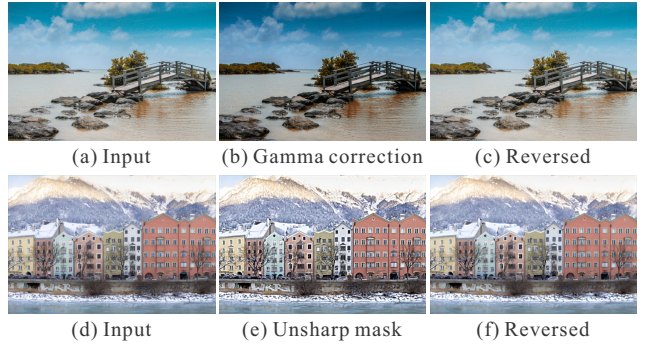 (a) Input (b) Gamma correction (c) Reversed
(d) Input (e) Unsharp mask (f) Reversed